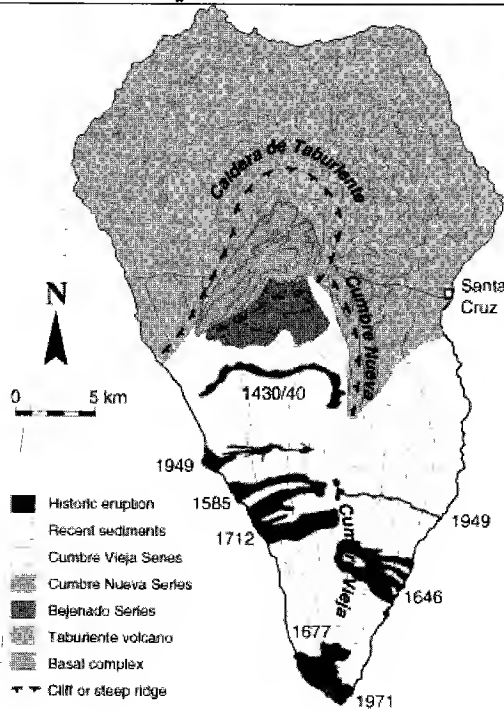 Caldera de Taburiente
Cumbre Nueva
Santa
Cruz
N
0 5 km
1430/40
1949
1585
1712
1949
Cumbre Vieja
1646
1677
1971
Historic eruption
Recent sediments
Cumbre Vieja Series
Cumbre Nueva Series
Bejenado Series
Taburiente volcano
Basal complex
Cliff or steep ridge